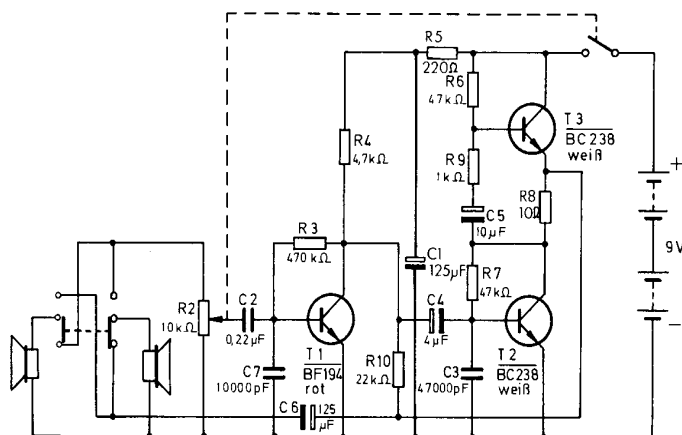 R5
220Ω
R6
47kΩ
T3
BC238
weiß
R4
4,7kΩ
R9
1kΩ
+
R8
10Ω
C5
10µF
R3
470kΩ
9V
C1
125µF
R7
47kΩ
R2
10kΩ
C2
0,22µF
C4
4µF
−
C7
10000pF
T1
BF194
rot
R10
22kΩ
C3
47000pF
T2
BC238
weiß
C6
125
µF